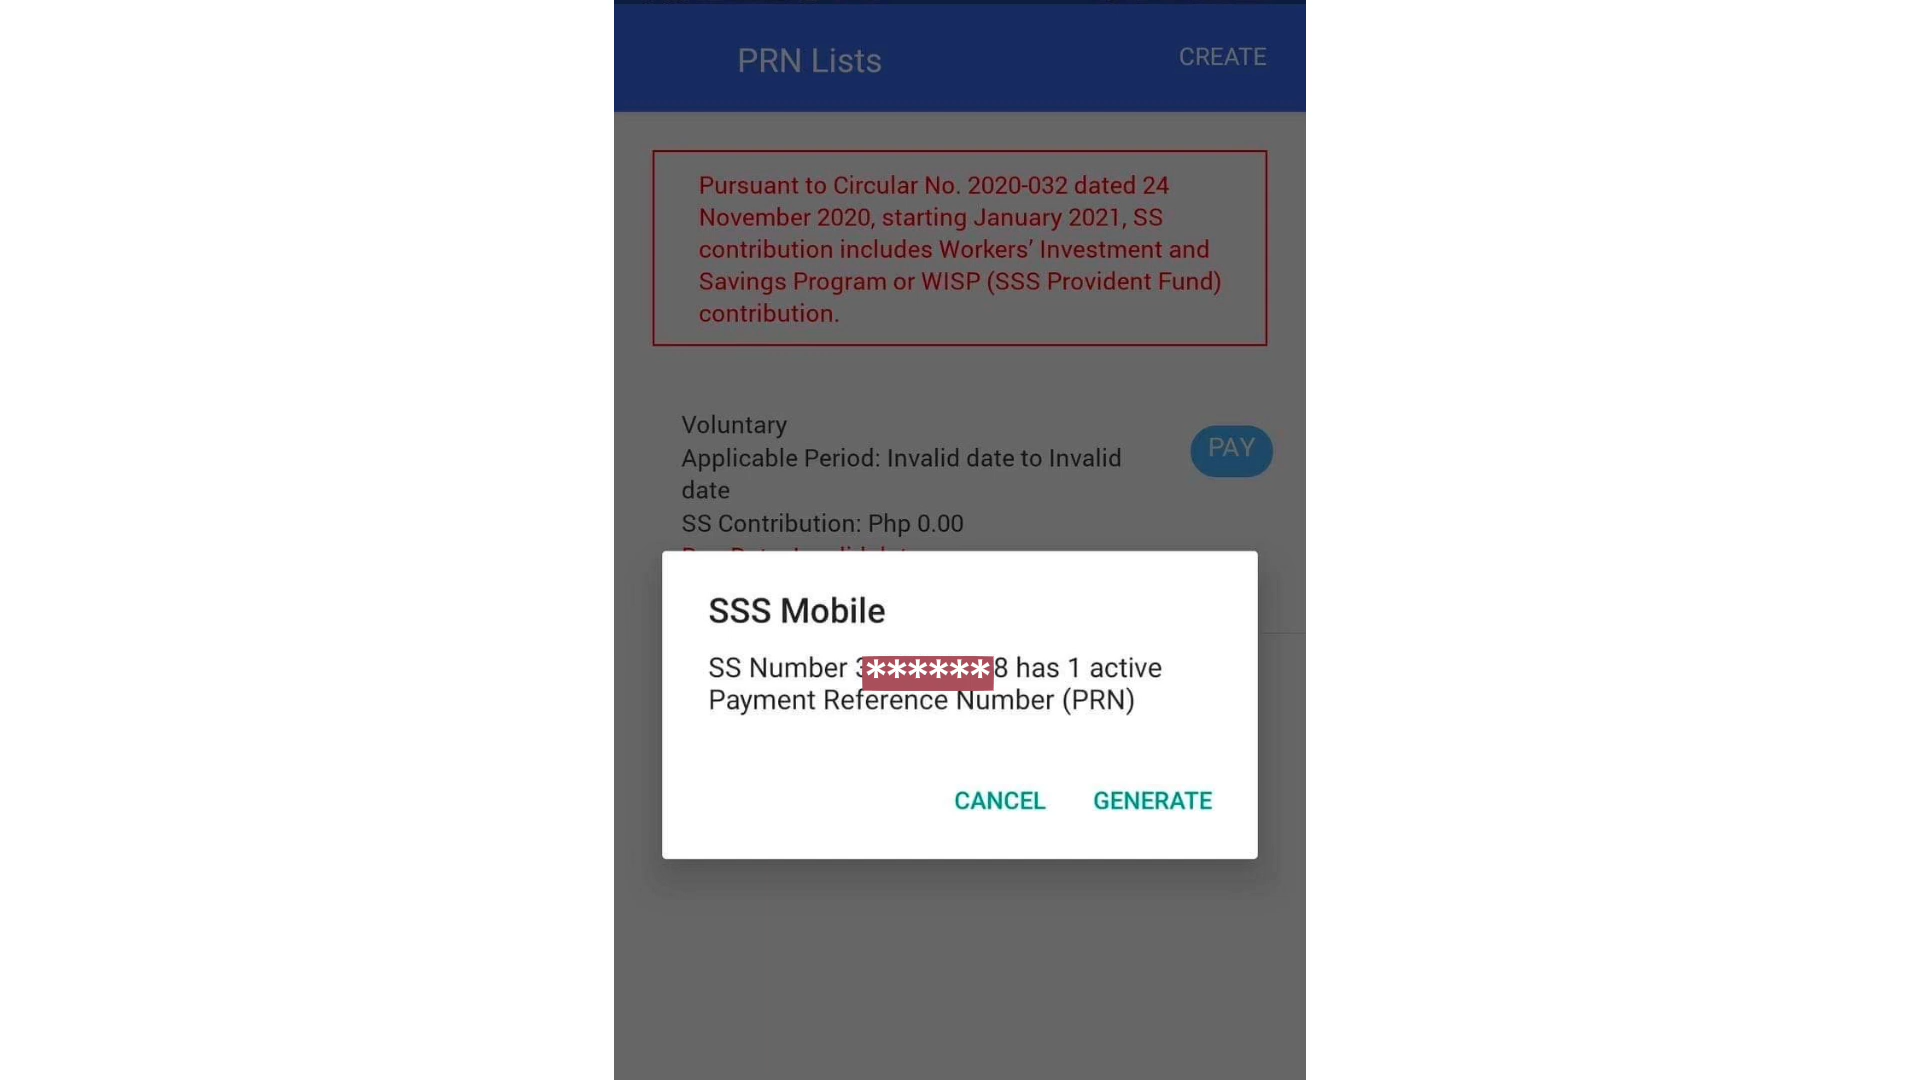 PRN Lists
CREATE
Pursuant to Circular No. 2020-032 dated 24
November 2020, starting January 2021, SS
contribution includes Workers’ Investment and
Savings Program or WISP (SSS Provident Fund)
contribution.
Voluntary
Applicable Period: Invalid date to Invalid
date
PAY
SS Contribution: Php 0.00
SSS Mobile
SS Number 3******8 has 1 active
Payment Reference Number (PRN)
CANCEL
GENERATE